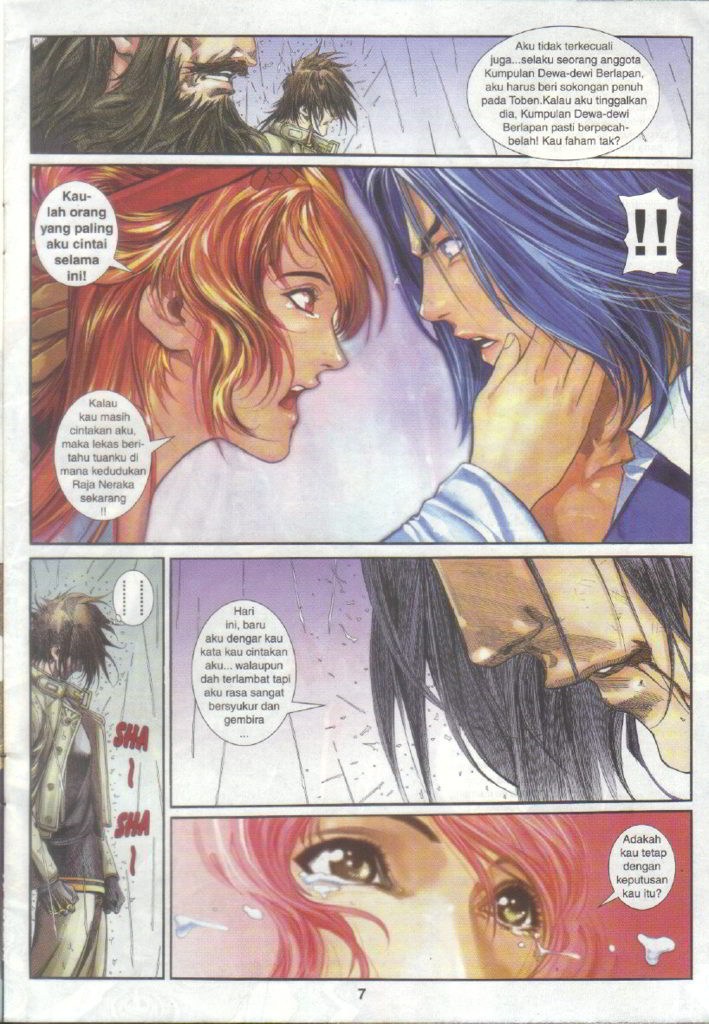 Aku tidak terkecuali
juga...selaku seorang anggota
Kumpulan Dewa-dewi Berlapan,
aku harus beri sokongan penuh
pada Toben.Kalau aku tinggalkan
dia, Kumpulan Dewa-dewi
Berlapan pasti berpecah-
belah! Kau faham tak?
Kau-
lah orang
yang paling
aku cintai
selama
ini!
!!
Kalau
kau masih
cintakan aku,
maka lekas beri-
tahu tuanku di
mana kedudukan
Raja Neraka
sekarang
!!
Hari
ini, baru
aku dengar kau
kata kau cintakan
aku... walaupun
dah terlambat tapi
aku rasa sangat
bersyukur dan
gembira
...
SHA
~
SHA
~
Adakah
kau tetap
dengan
keputusan
kau itu?
7